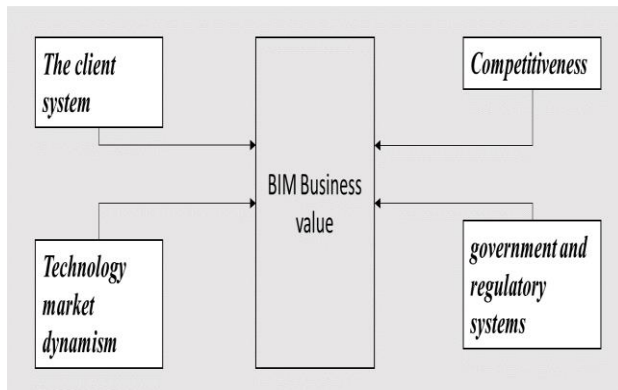 The client
system
Competitiveness
BIM Business
value
Technology
market
dynamism
government and
regulatory
systems